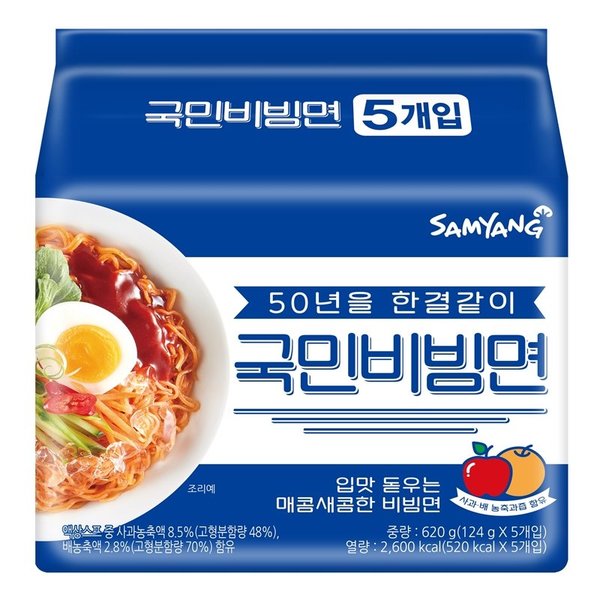 국민비빔면 5개입
SAMYANG
50년을 한결같이
국민비빔면
입맛 돋우는
매콤새콤한 비빔면
사과·배 농축과즙 함유
조리예
액상스프 중 사과농축액 8.5%(고형분함량 48%),
배농축액 2.8%(고형분함량 70%) 함유
중량 : 620 g(124 g X 5개입)
열량 : 2,600 kcal(520 kcal X 5개입)